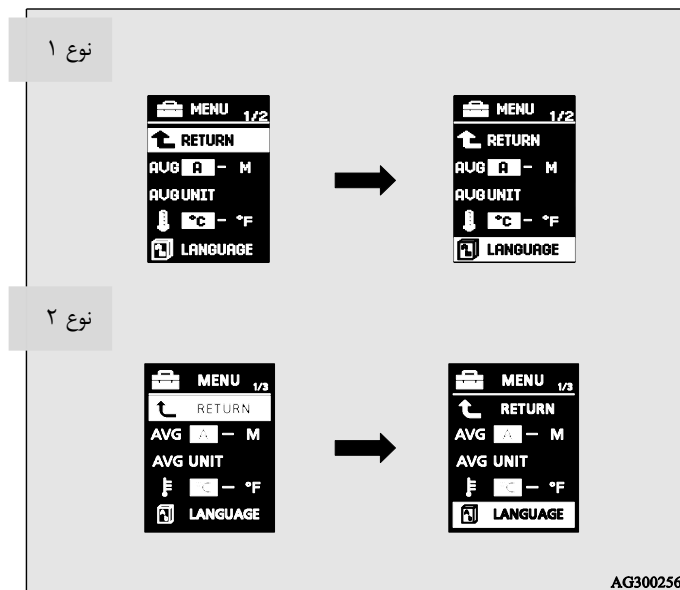 نوع ۱
MENU 1/2
RETURN
AVG A - M
AVG UNIT
°C - °F
LANGUAGE
MENU 1/2
RETURN
AVG A - M
AVG UNIT
°C - °F
LANGUAGE
نوع ۲
MENU 1/3
RETURN
AVG A - M
AVG UNIT
°C - °F
LANGUAGE
MENU 1/3
RETURN
AVG A - M
AVG UNIT
°C - °F
LANGUAGE
AG300256